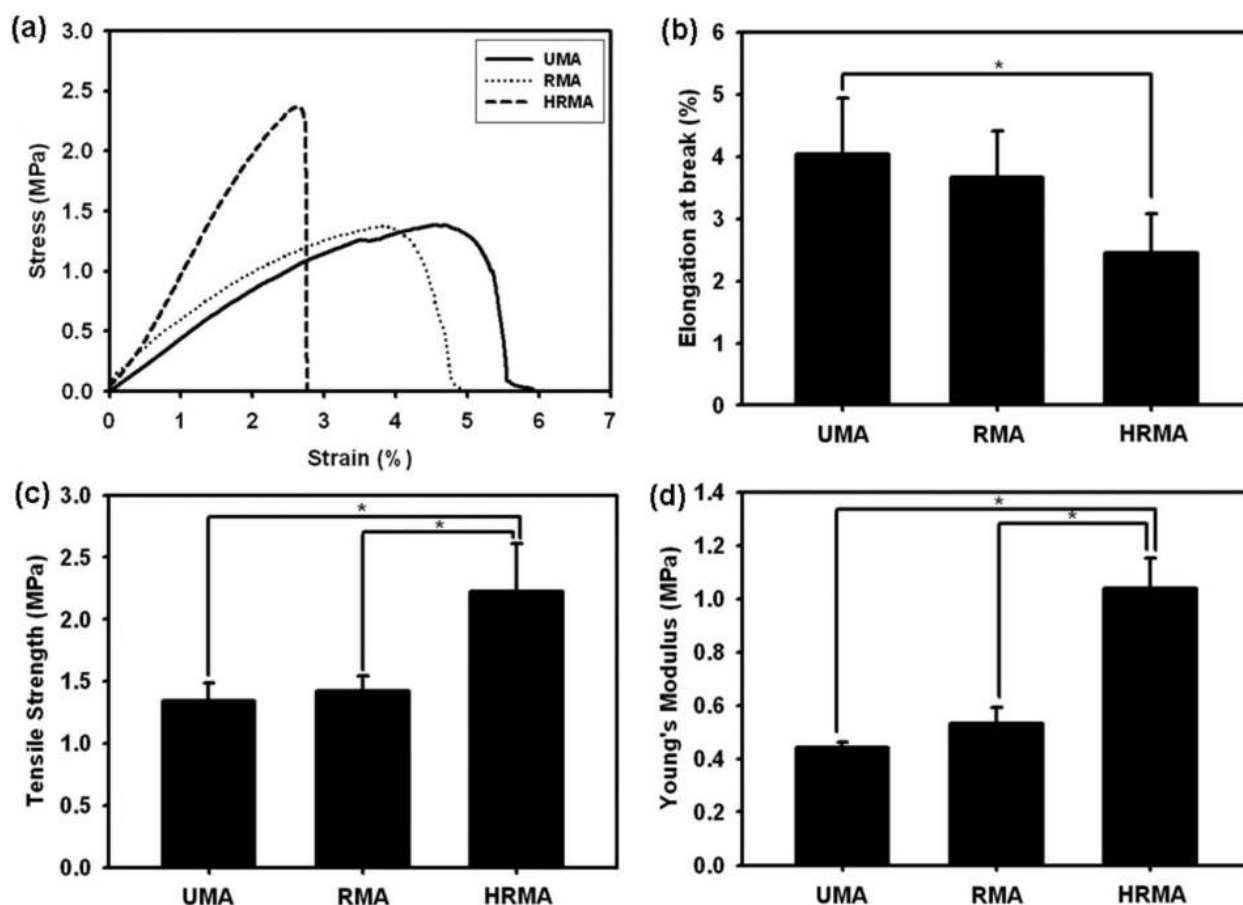 (a)
3.0
2.5
2.0
1.5
1.0
0.5
0.0
Stress (MPa)
UMA
RMA
HRMA
0 1 2 3 4 5 6 7
Strain (%)
(b)
6
5
4
3
2
1
0
Elongation at break (%)
*
UMA RMA HRMA
(c)
3.0
2.5
2.0
1.5
1.0
0.5
0.0
Tensile Strength (MPa)
*
*
UMA RMA HRMA
(d)
1.4
1.2
1.0
0.8
0.6
0.4
0.2
0.0
Young's Modulus (MPa)
*
*
UMA RMA HRMA